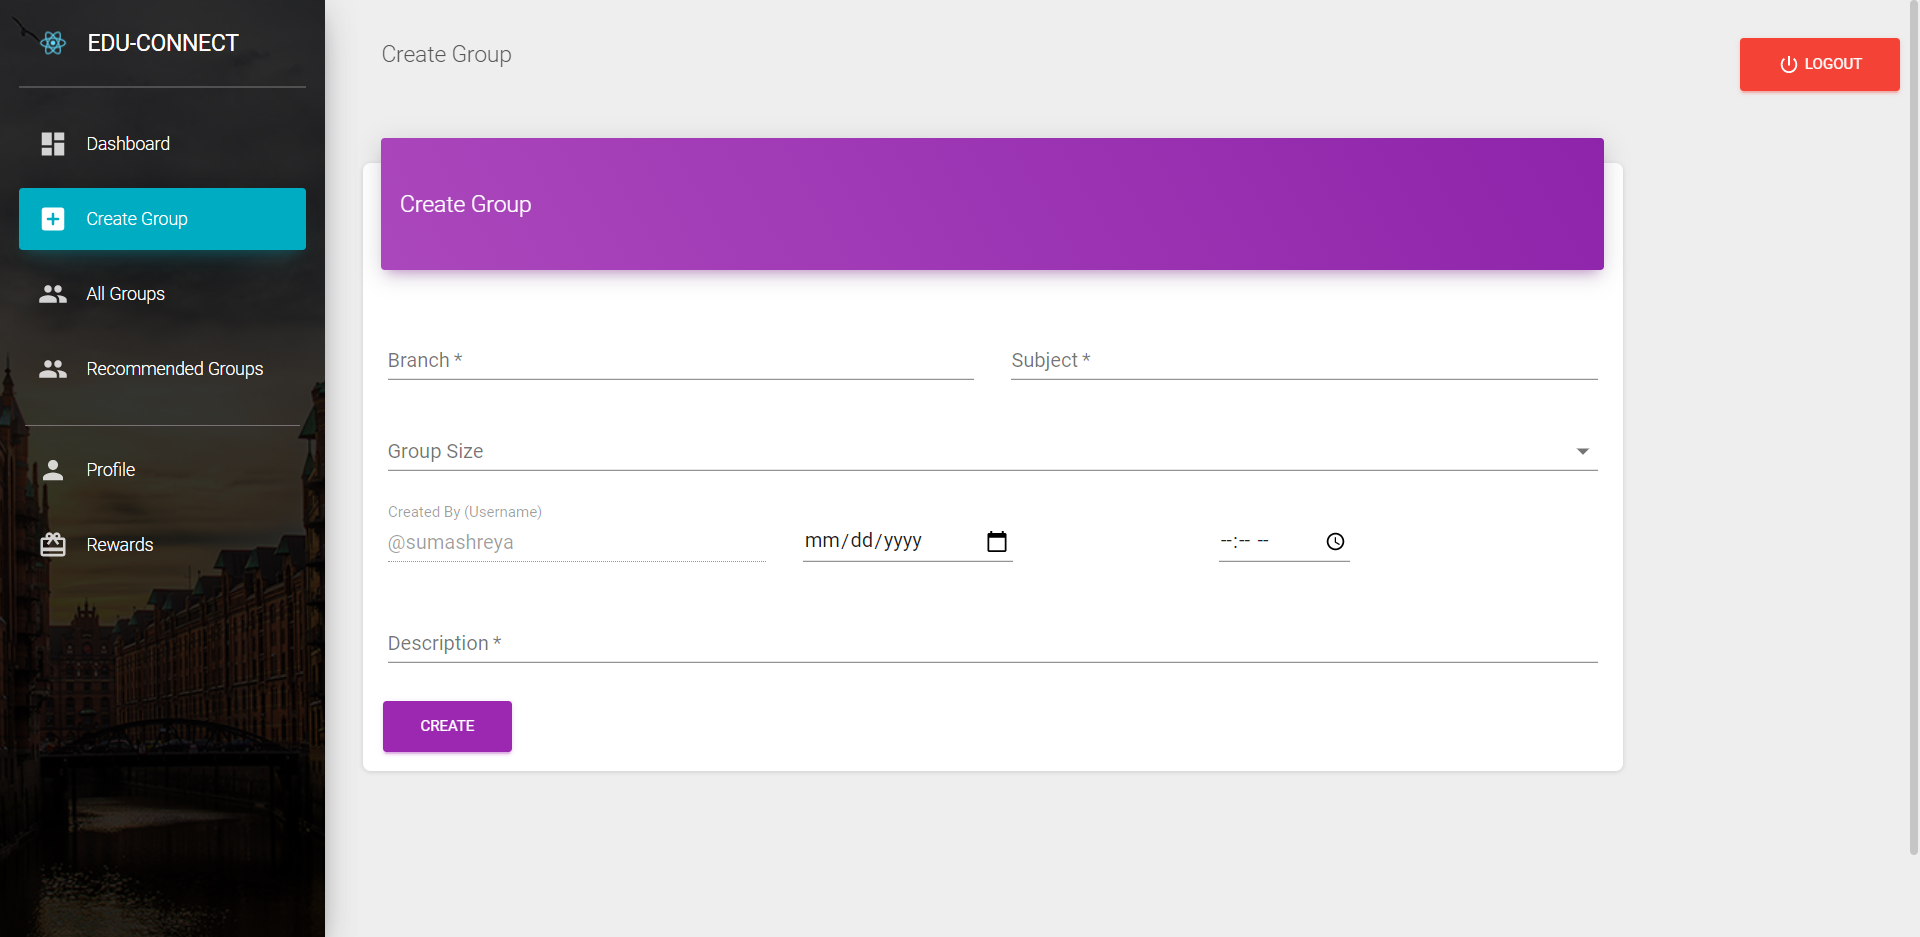 EDU-CONNECT
Dashboard
Create Group
All Groups
Recommended Groups
Profile
Rewards
Create Group
LOGOUT
Create Group
Branch *
Subject *
Group Size
Created By (Username)
@sumashreya
mm/dd/yyyy
--:-- --
Description *
CREATE